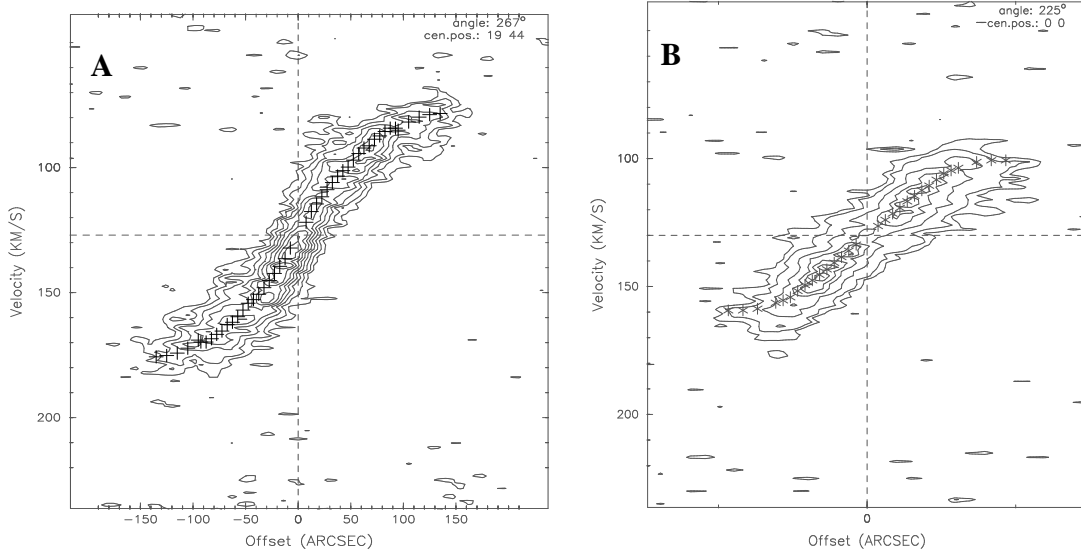 A
angle: 267°
cen.pos.: 19 44
100
150
200
Velocity (KM/S)
−150 −100 −50 0 50 100 150
Offset (ARCSEC)
B
angle: 225°
cen.pos.: 0 0
100
150
200
Velocity (KM/S)
0
Offset (ARCSEC)